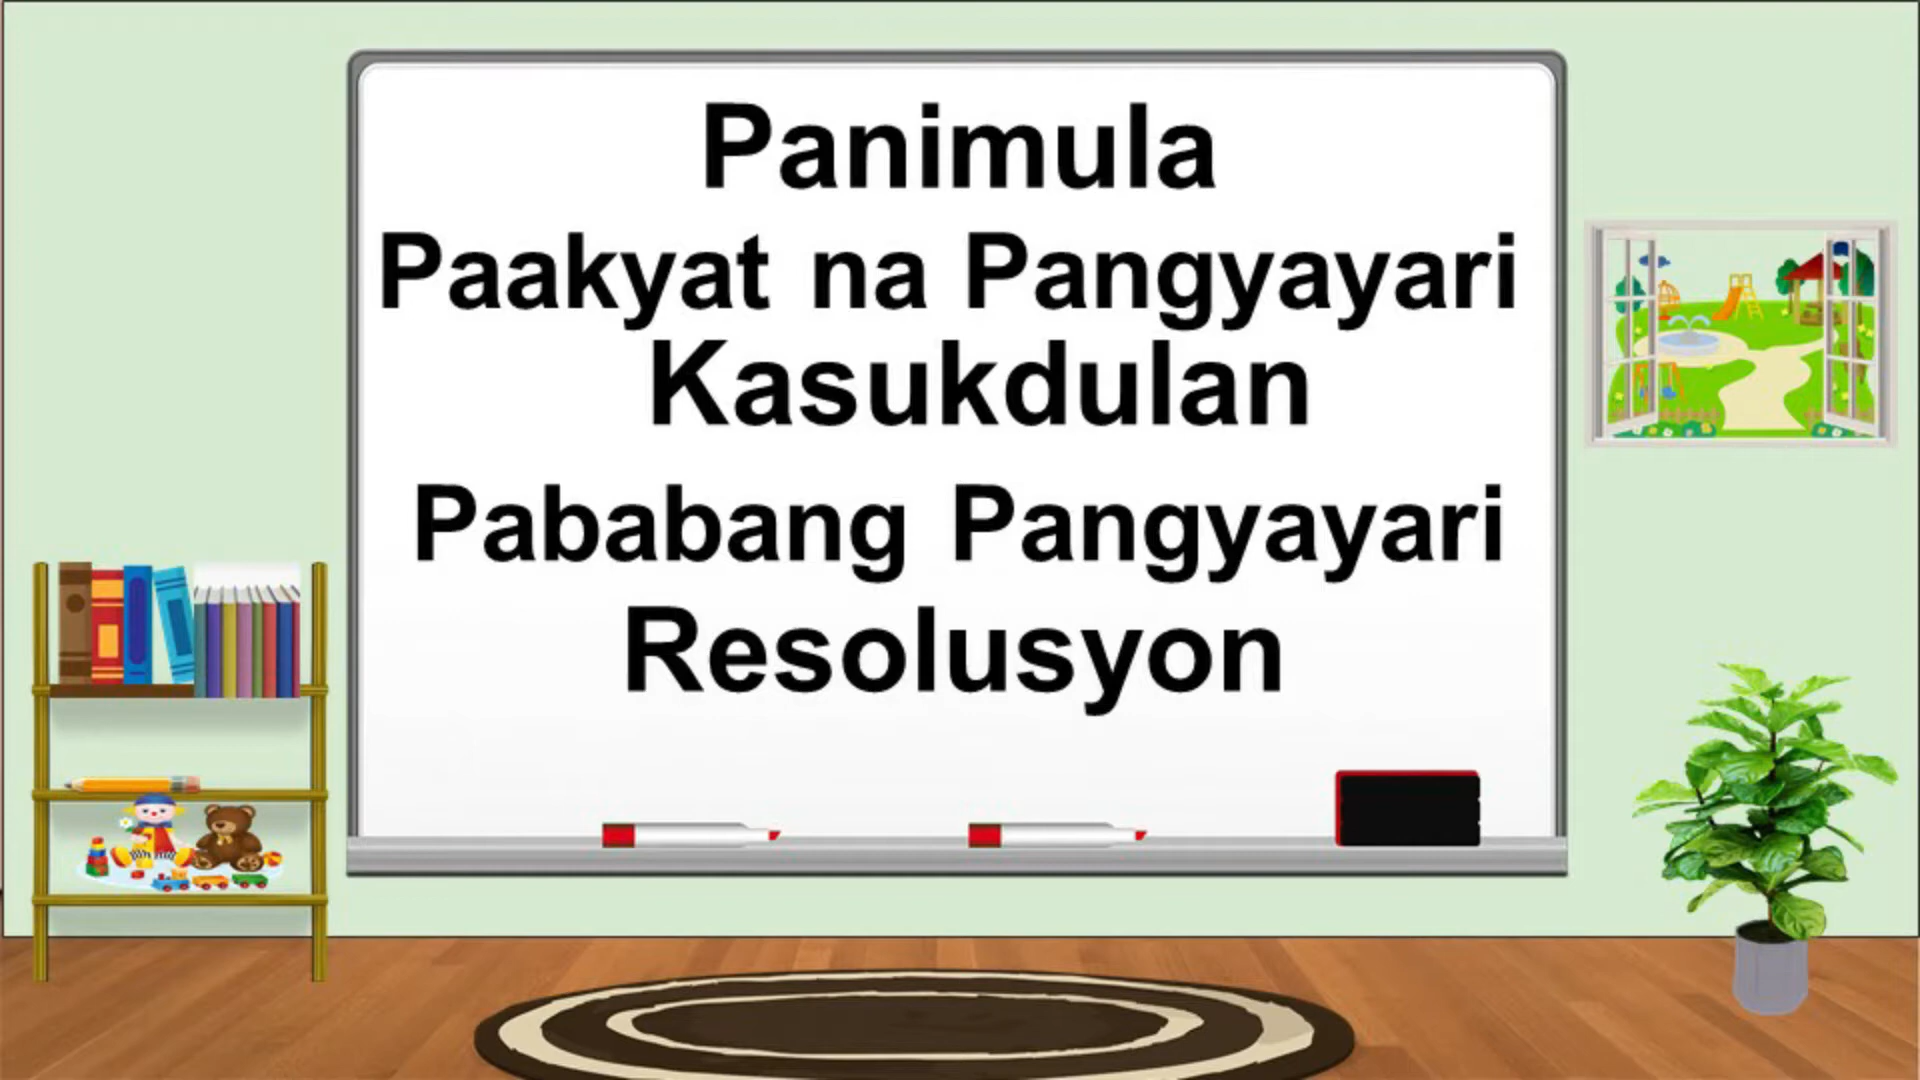 Panimula
Paakyat na Pangyayari
Kasukdulan
Pababang Pangyayari
Resolusyon